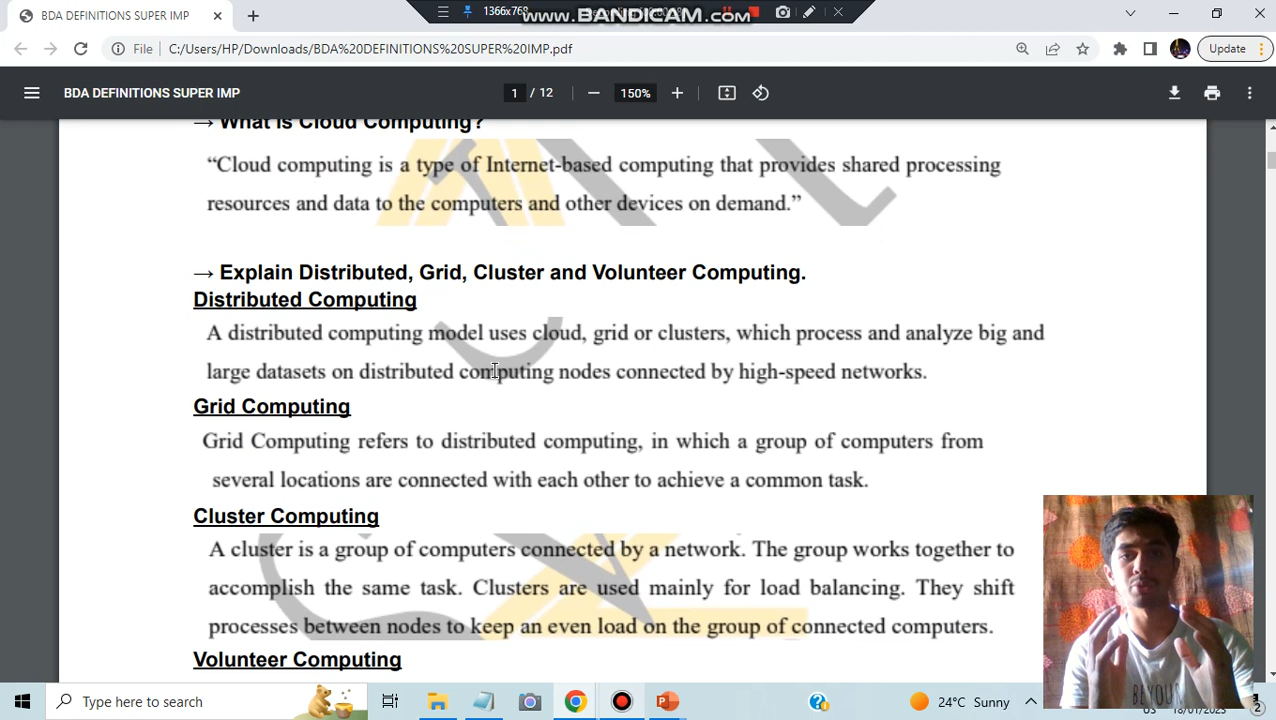 BDA DEFINITIONS SUPER IMP
1366x768
www.BANDICAM.com
File C:/Users/HP/Downloads/BDA%20DEFINITIONS%20SUPER%20IMP.pdf
Update
BDA DEFINITIONS SUPER IMP
1 / 12
150%
→ What is Cloud Computing?
“Cloud computing is a type of Internet-based computing that provides shared processing
resources and data to the computers and other devices on demand.”
→ Explain Distributed, Grid, Cluster and Volunteer Computing.
Distributed Computing
A distributed computing model uses cloud, grid or clusters, which process and analyze big and
large datasets on distributed computing nodes connected by high-speed networks.
Grid Computing
Grid Computing refers to distributed computing, in which a group of computers from
several locations are connected with each other to achieve a common task.
Cluster Computing
A cluster is a group of computers connected by a network. The group works together to
accomplish the same task. Clusters are used mainly for load balancing. They shift
processes between nodes to keep an even load on the group of connected computers.
Volunteer Computing
BEYOU
Type here to search
24°C Sunny
US
18/01/2023
2